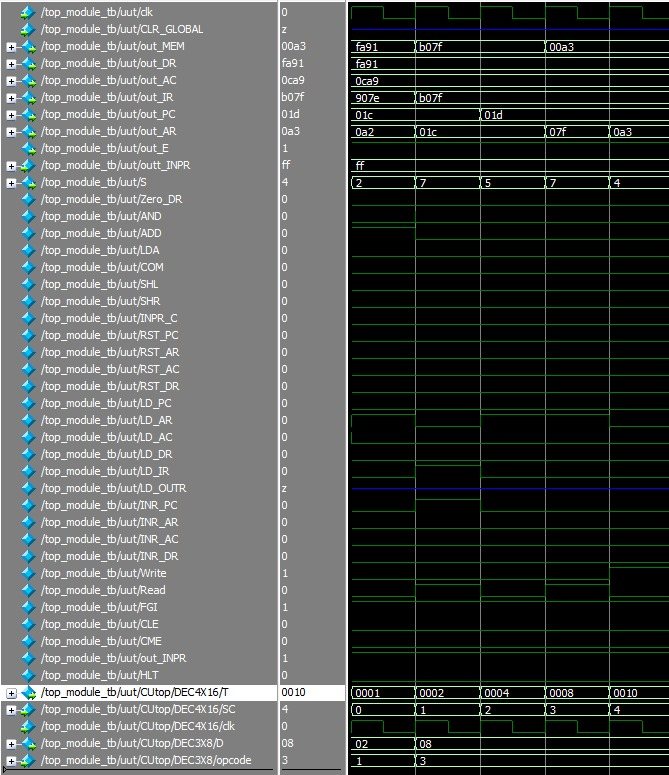 /top_module_tb/uut/clk 0
/top_module_tb/uut/CLR_GLOBAL z
/top_module_tb/uut/out_MEM 00a3 fa91 b07f 00a3
/top_module_tb/uut/out_DR fa91 fa91
/top_module_tb/uut/out_AC 0ca9 0ca9
/top_module_tb/uut/out_IR b07f 907e b07f
/top_module_tb/uut/out_PC 01d 01c 01d
/top_module_tb/uut/out_AR 0a3 0a2 01c 07f 0a3
/top_module_tb/uut/out_E 1
/top_module_tb/uut/outt_INPR ff ff
/top_module_tb/uut/S 4 2 7 5 7 4
/top_module_tb/uut/Zero_DR 0
/top_module_tb/uut/AND 0
/top_module_tb/uut/ADD 0
/top_module_tb/uut/LDA 0
/top_module_tb/uut/COM 0
/top_module_tb/uut/SHL 0
/top_module_tb/uut/SHR 0
/top_module_tb/uut/INPR_C 0
/top_module_tb/uut/RST_PC 0
/top_module_tb/uut/RST_AR 0
/top_module_tb/uut/RST_AC 0
/top_module_tb/uut/RST_DR 0
/top_module_tb/uut/LD_PC 0
/top_module_tb/uut/LD_AR 0
/top_module_tb/uut/LD_AC 0
/top_module_tb/uut/LD_DR 0
/top_module_tb/uut/LD_IR 0
/top_module_tb/uut/LD_OUTR z
/top_module_tb/uut/INR_PC 0
/top_module_tb/uut/INR_AR 0
/top_module_tb/uut/INR_AC 0
/top_module_tb/uut/INR_DR 0
/top_module_tb/uut/Write 1
/top_module_tb/uut/Read 0
/top_module_tb/uut/FGI 1
/top_module_tb/uut/CLE 0
/top_module_tb/uut/CME 0
/top_module_tb/uut/out_INPR 1
/top_module_tb/uut/HLT 0
/top_module_tb/uut/CUtop/DEC4X16/T 0010 0001 0002 0004 0008 0010
/top_module_tb/uut/CUtop/DEC4X16/SC 4 0 1 2 3 4
/top_module_tb/uut/CUtop/DEC4X16/clk 0
/top_module_tb/uut/CUtop/DEC3X8/D 08 02 08
/top_module_tb/uut/CUtop/DEC3X8/opcode 3 1 3